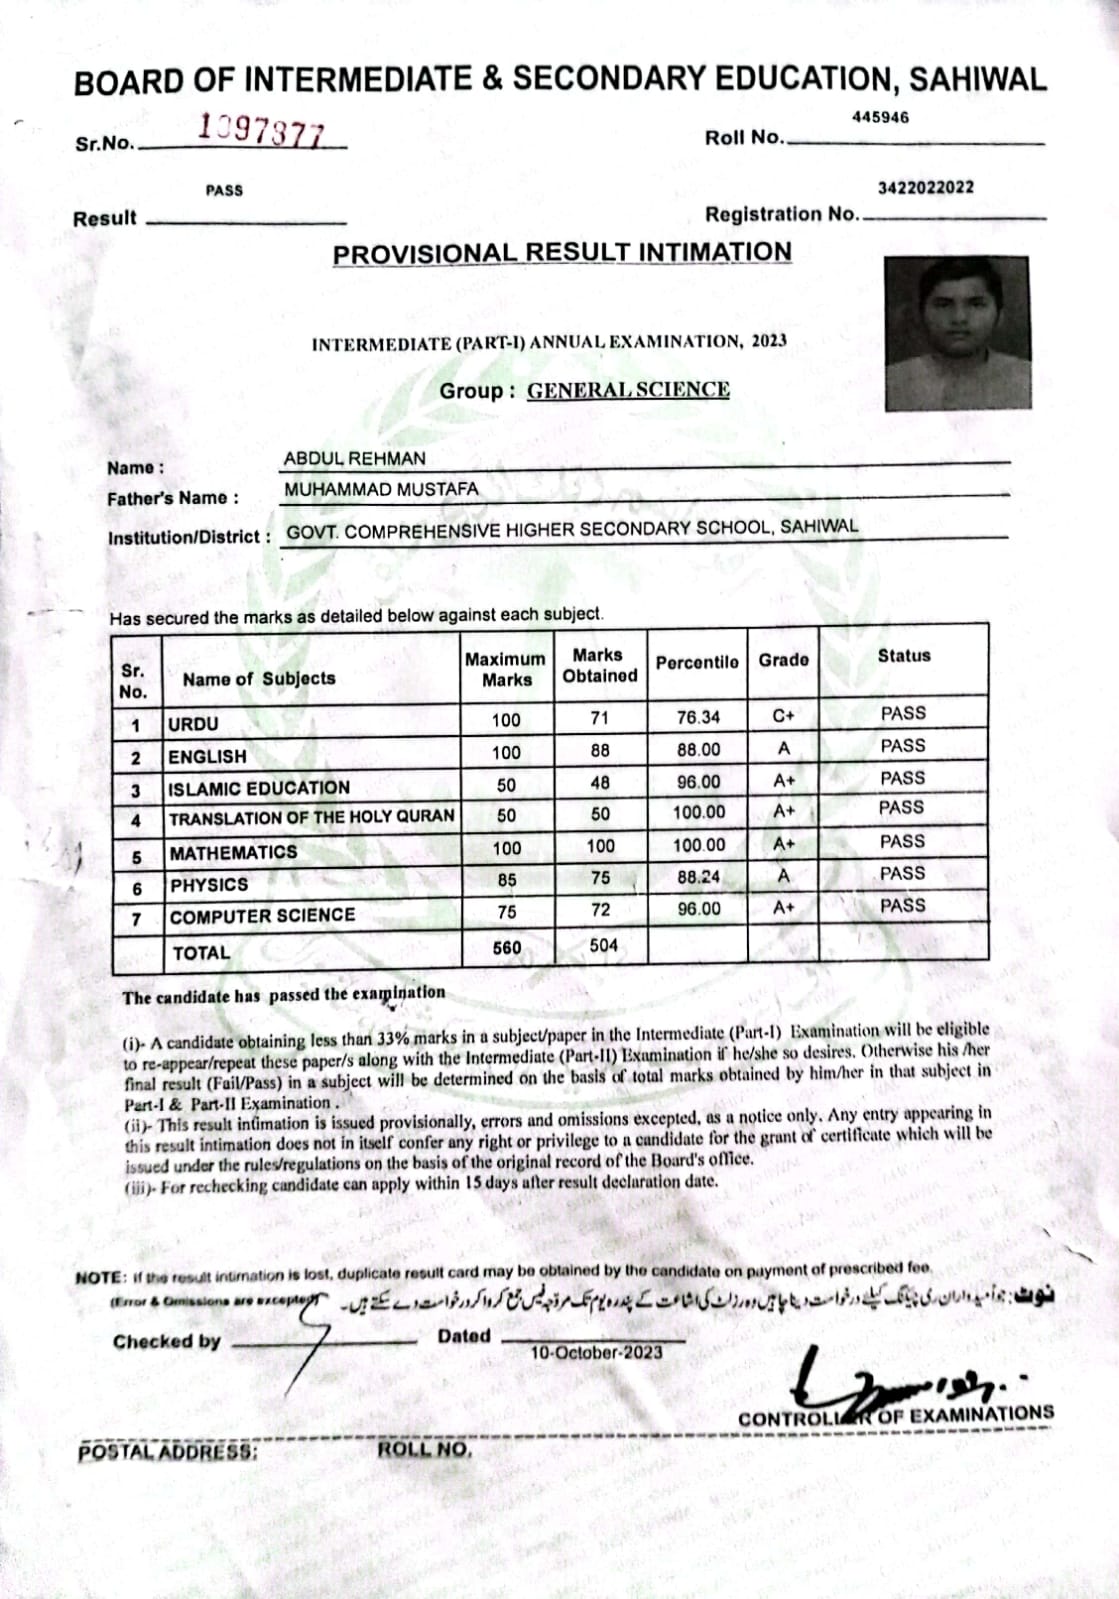 BOARD OF INTERMEDIATE & SECONDARY EDUCATION, SAHIWAL
Sr.No. 1097877 Roll No. 445946
Result PASS Registration No. 3422022022
PROVISIONAL RESULT INTIMATION
INTERMEDIATE (PART-I) ANNUAL EXAMINATION, 2023
Group : GENERAL SCIENCE
Name : ABDUL REHMAN
Father's Name : MUHAMMAD MUSTAFA
Institution/District : GOVT. COMPREHENSIVE HIGHER SECONDARY SCHOOL, SAHIWAL
Has secured the marks as detailed below against each subject.
Sr. No. Name of Subjects Maximum Marks Marks Obtained Percentile Grade Status
1 URDU 100 71 76.34 C+ PASS
2 ENGLISH 100 88 88.00 A PASS
3 ISLAMIC EDUCATION 50 48 96.00 A+ PASS
4 TRANSLATION OF THE HOLY QURAN 50 50 100.00 A+ PASS
5 MATHEMATICS 100 100 100.00 A+ PASS
6 PHYSICS 85 75 88.24 A PASS
7 COMPUTER SCIENCE 75 72 96.00 A+ PASS
TOTAL 560 504
The candidate has passed the examination
(i)- A candidate obtaining less than 33% marks in a subject/paper in the Intermediate (Part-I) Examination will be eligible
to re-appear/repeat these paper/s along with the Intermediate (Part-II) Examination if he/she so desires. Otherwise his /her
final result (Fail/Pass) in a subject will be determined on the basis of total marks obtained by him/her in that subject in
Part-I & Part-II Examination .
(ii)- This result intimation is issued provisionally, errors and omissions excepted, as a notice only. Any entry appearing in
this result intimation does not in itself confer any right or privilege to a candidate for the grant of certificate which will be
issued under the rules/regulations on the basis of the original record of the Board's office.
(iii)- For rechecking candidate can apply within 15 days after result declaration date.
NOTE: if the result intimation is lost, duplicate result card may be obtained by the candidate on payment of prescribed fee.
(Error & Omissions are excepted)
نوٹ: جو امیدواران ری چیکنگ کیلئے درخواست دینا چاہیں وہ رزلٹ کی اشاعت کے پندرہ یوم تک مروّجہ فیس جمع کروا کر درخواست دے سکتے ہیں۔
Checked by Dated 10-October-2023
CONTROLLER OF EXAMINATIONS
POSTAL ADDRESS: ROLL NO.